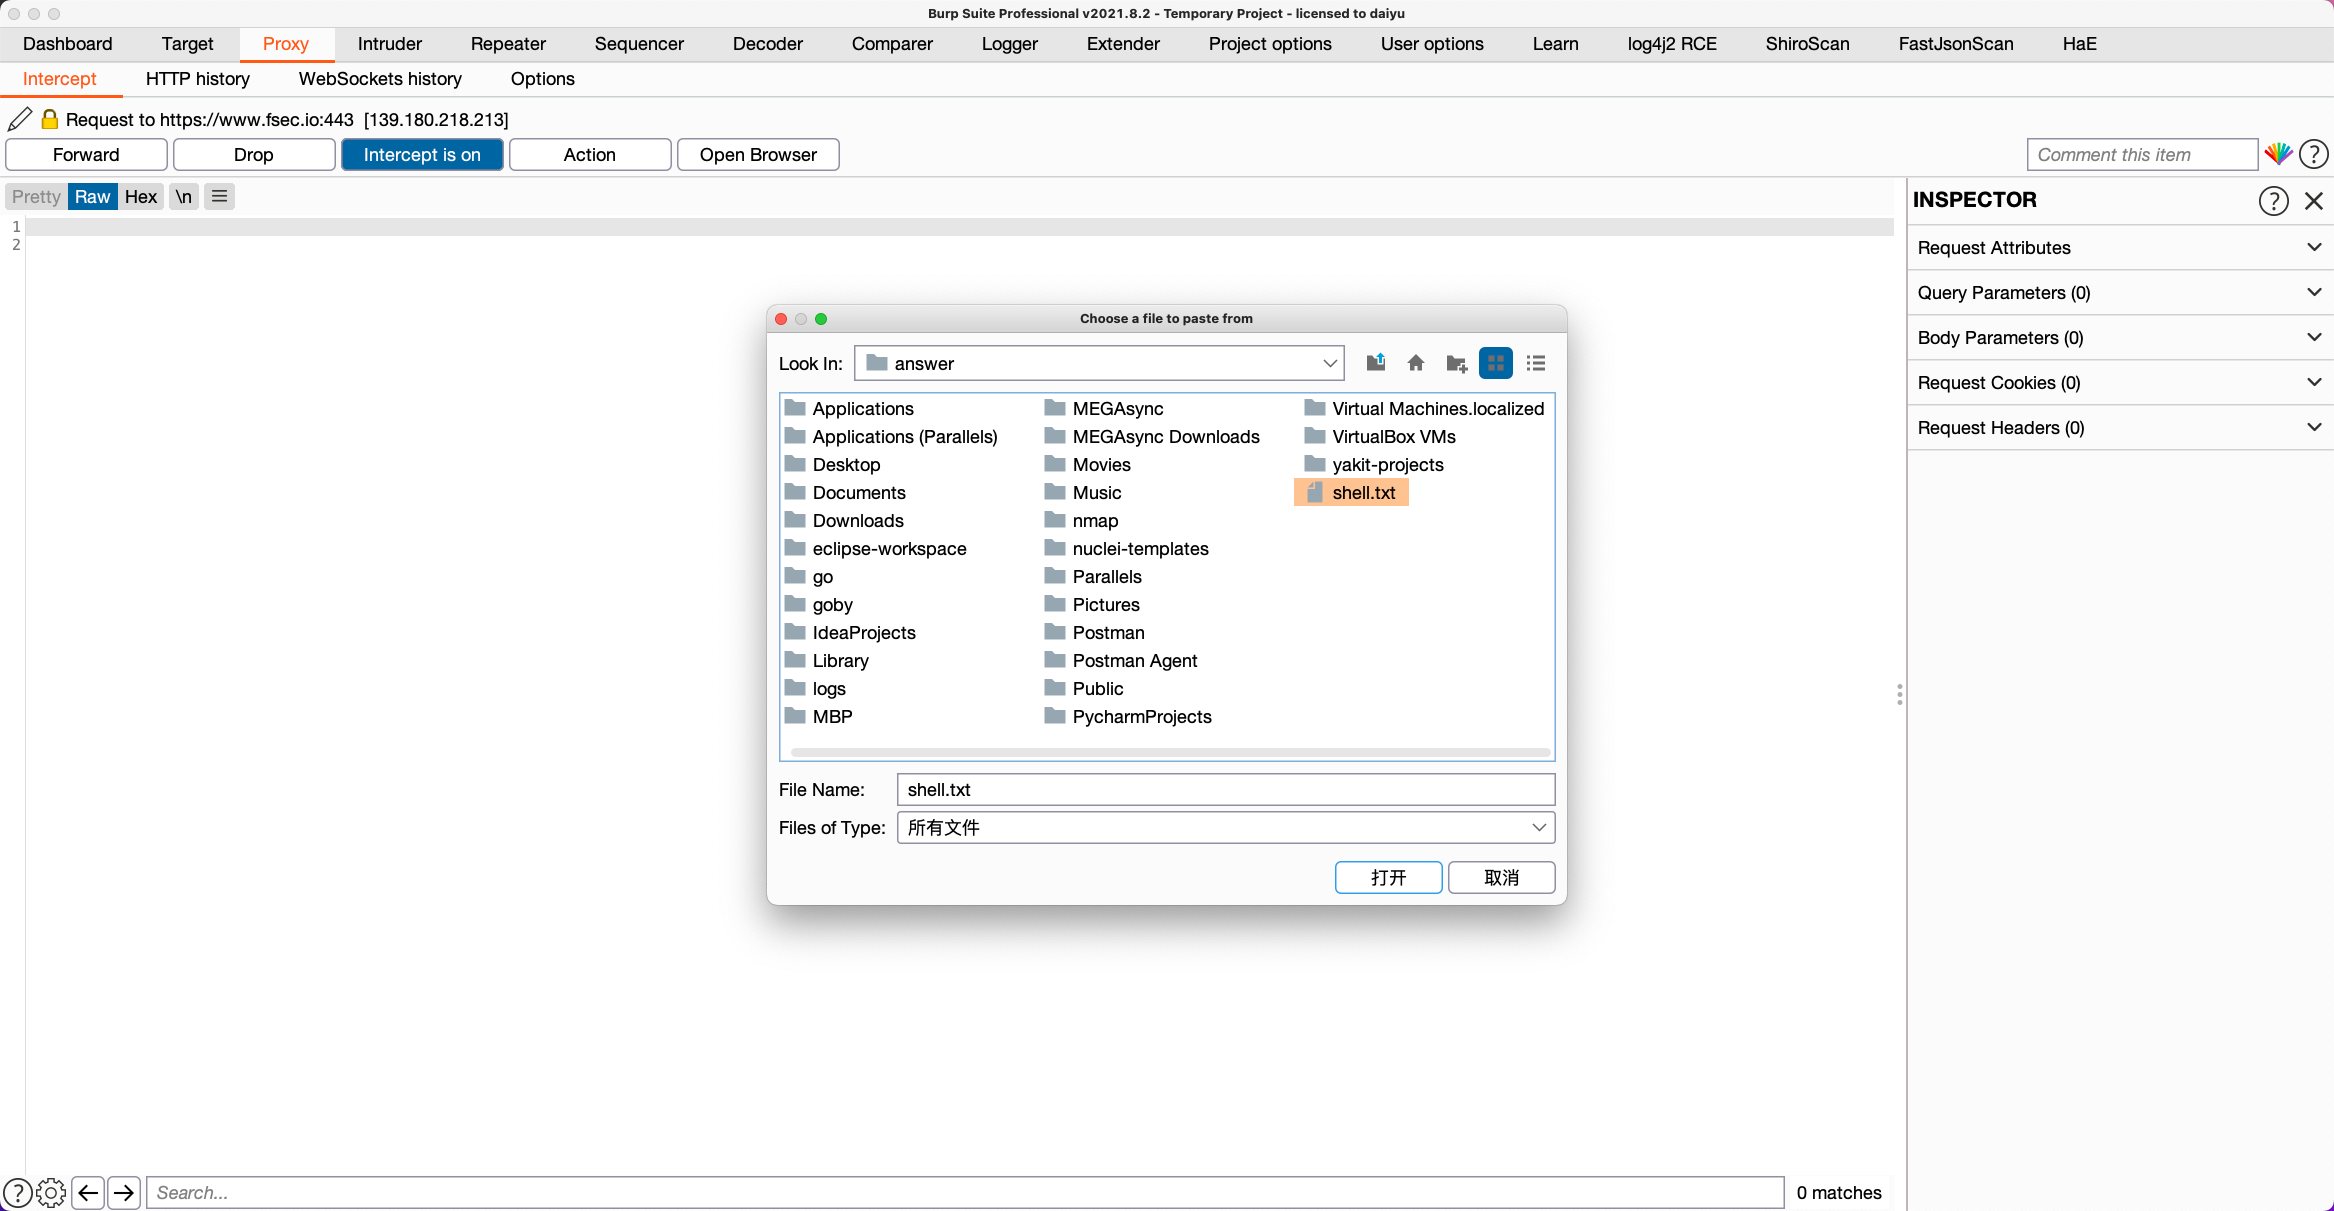 Burp Suite Professional v2021.8.2 - Temporary Project - licensed to daiyu
Dashboard Target Proxy Intruder Repeater Sequencer Decoder Comparer Logger Extender Project options User options Learn log4j2 RCE ShiroScan FastJsonScan HaE
Intercept HTTP history WebSockets history Options
Request to https://www.fsec.io:443 [139.180.218.213]
Forward Drop Intercept is on Action Open Browser Comment this item ?
Pretty Raw Hex \n
INSPECTOR ?
1
2
Request Attributes
Query Parameters (0)
Body Parameters (0)
Request Cookies (0)
Request Headers (0)
Choose a file to paste from
Look In: answer
Applications MEGAsync Virtual Machines.localized
Applications (Parallels) MEGAsync Downloads VirtualBox VMs
Desktop Movies yakit-projects
Documents Music shell.txt
Downloads nmap
eclipse-workspace nuclei-templates
go Parallels
goby Pictures
IdeaProjects Postman
Library Postman Agent
logs Public
MBP PycharmProjects
File Name: shell.txt
Files of Type: 所有文件
打开 取消
? Search... 0 matches